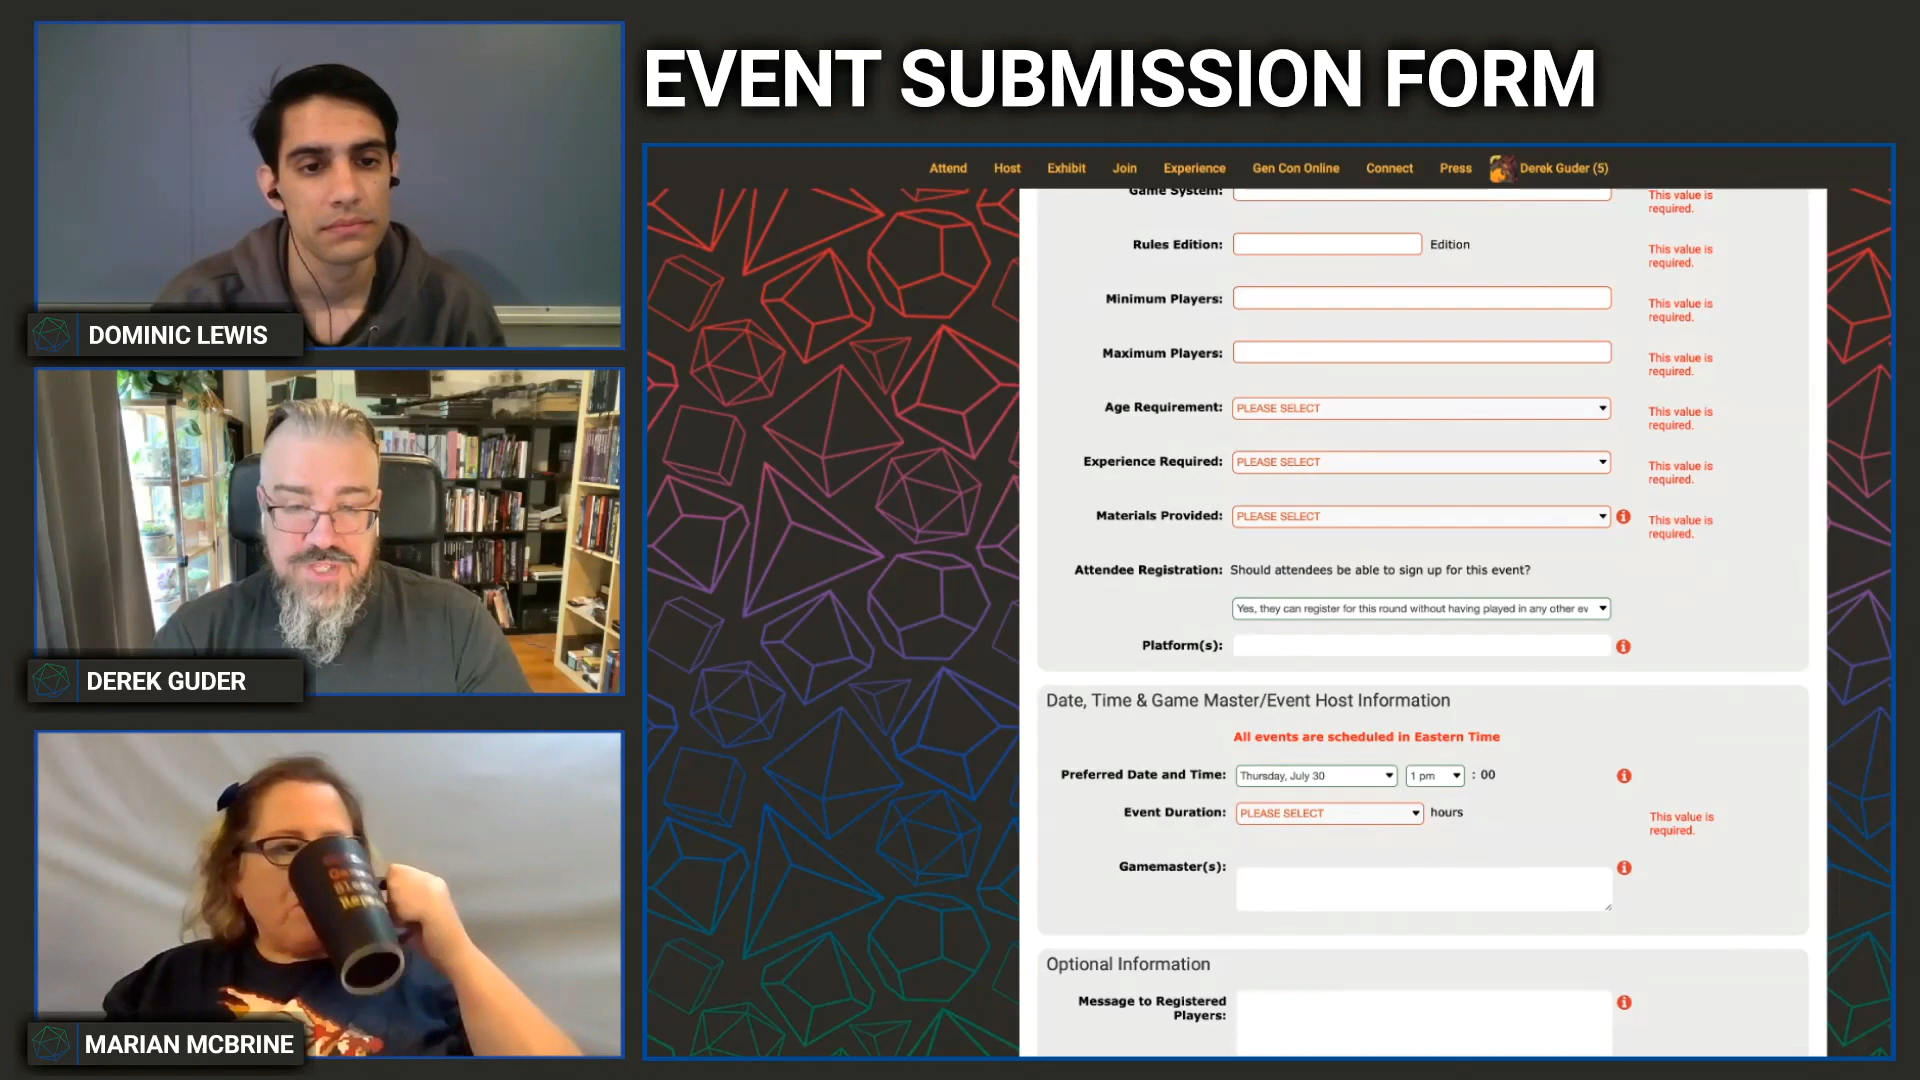 EVENT SUBMISSION FORM
Attend Host Exhibit Join Experience Gen Con Online Connect Press Derek Guder (5)
Game System:
This value is
required.
Rules Edition: Edition
This value is
required.
Minimum Players:
This value is
required.
Maximum Players:
This value is
required.
Age Requirement: PLEASE SELECT
This value is
required.
Experience Required: PLEASE SELECT
This value is
required.
Materials Provided: PLEASE SELECT
This value is
required.
Attendee Registration: Should attendees be able to sign up for this event?
Yes, they can register for this round without having played in any other ev
Platform(s):
Date, Time & Game Master/Event Host Information
All events are scheduled in Eastern Time
Preferred Date and Time: Thursday, July 30 1 pm : 00
Event Duration: PLEASE SELECT hours
This value is
required.
Gamemaster(s):
Optional Information
Message to Registered
Players:
DOMINIC LEWIS
DEREK GUDER
MARIAN MCBRINE